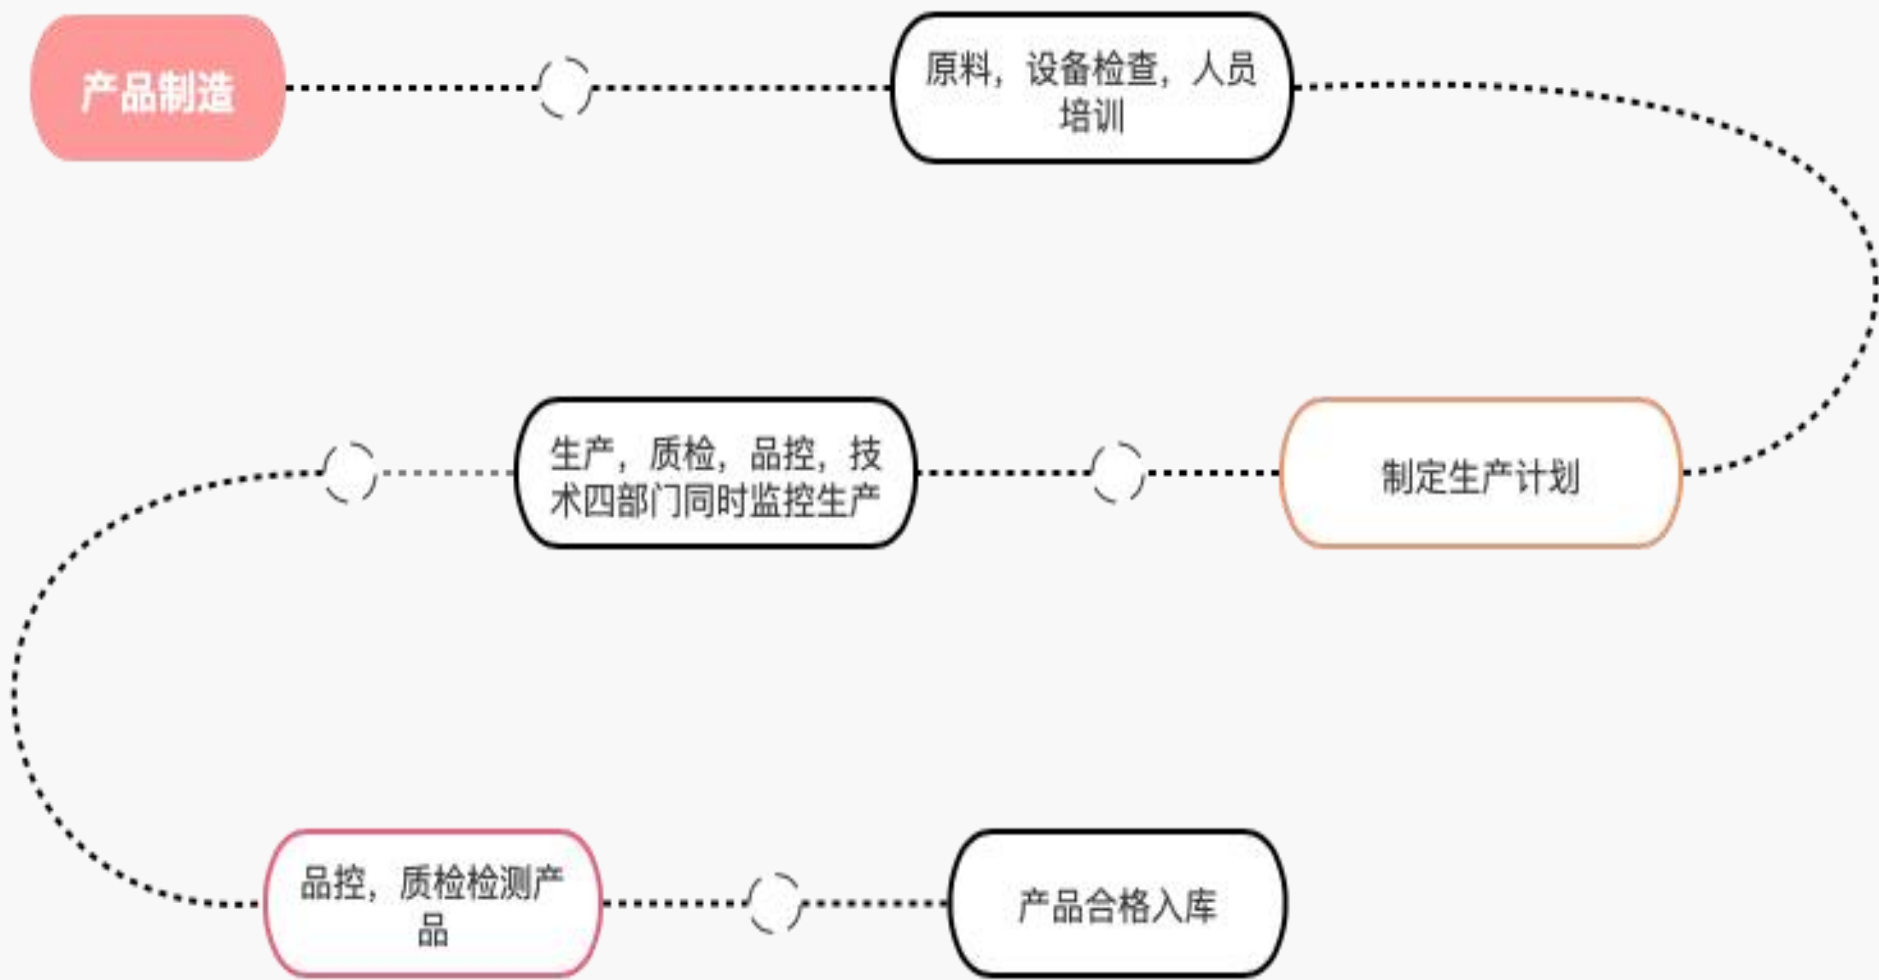 产品制造
原料，设备检查，人员
培训
制定生产计划
生产，质检，品控，技
术四部门同时监控生产
品控，质检检测产
品
产品合格入库